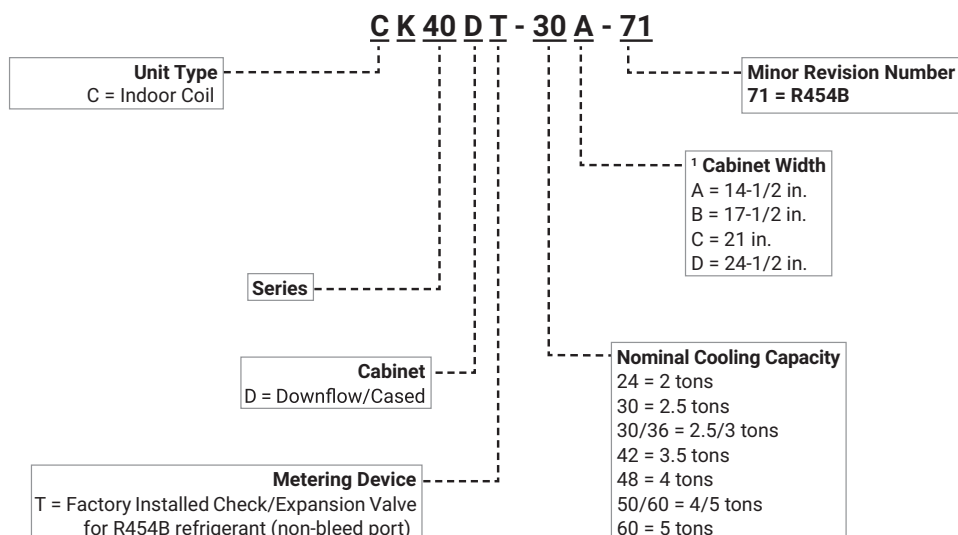 C K 40 D T - 30 A - 71
Unit Type
C = Indoor Coil
Minor Revision Number
71 = R454B
¹ Cabinet Width
A = 14-1/2 in.
B = 17-1/2 in.
C = 21 in.
D = 24-1/2 in.
Series
Cabinet
D = Downflow/Cased
Nominal Cooling Capacity
24 = 2 tons
30 = 2.5 tons
30/36 = 2.5/3 tons
42 = 3.5 tons
48 = 4 tons
50/60 = 4/5 tons
60 = 5 tons
Metering Device
T = Factory Installed Check/Expansion Valve
for R454B refrigerant (non-bleed port)